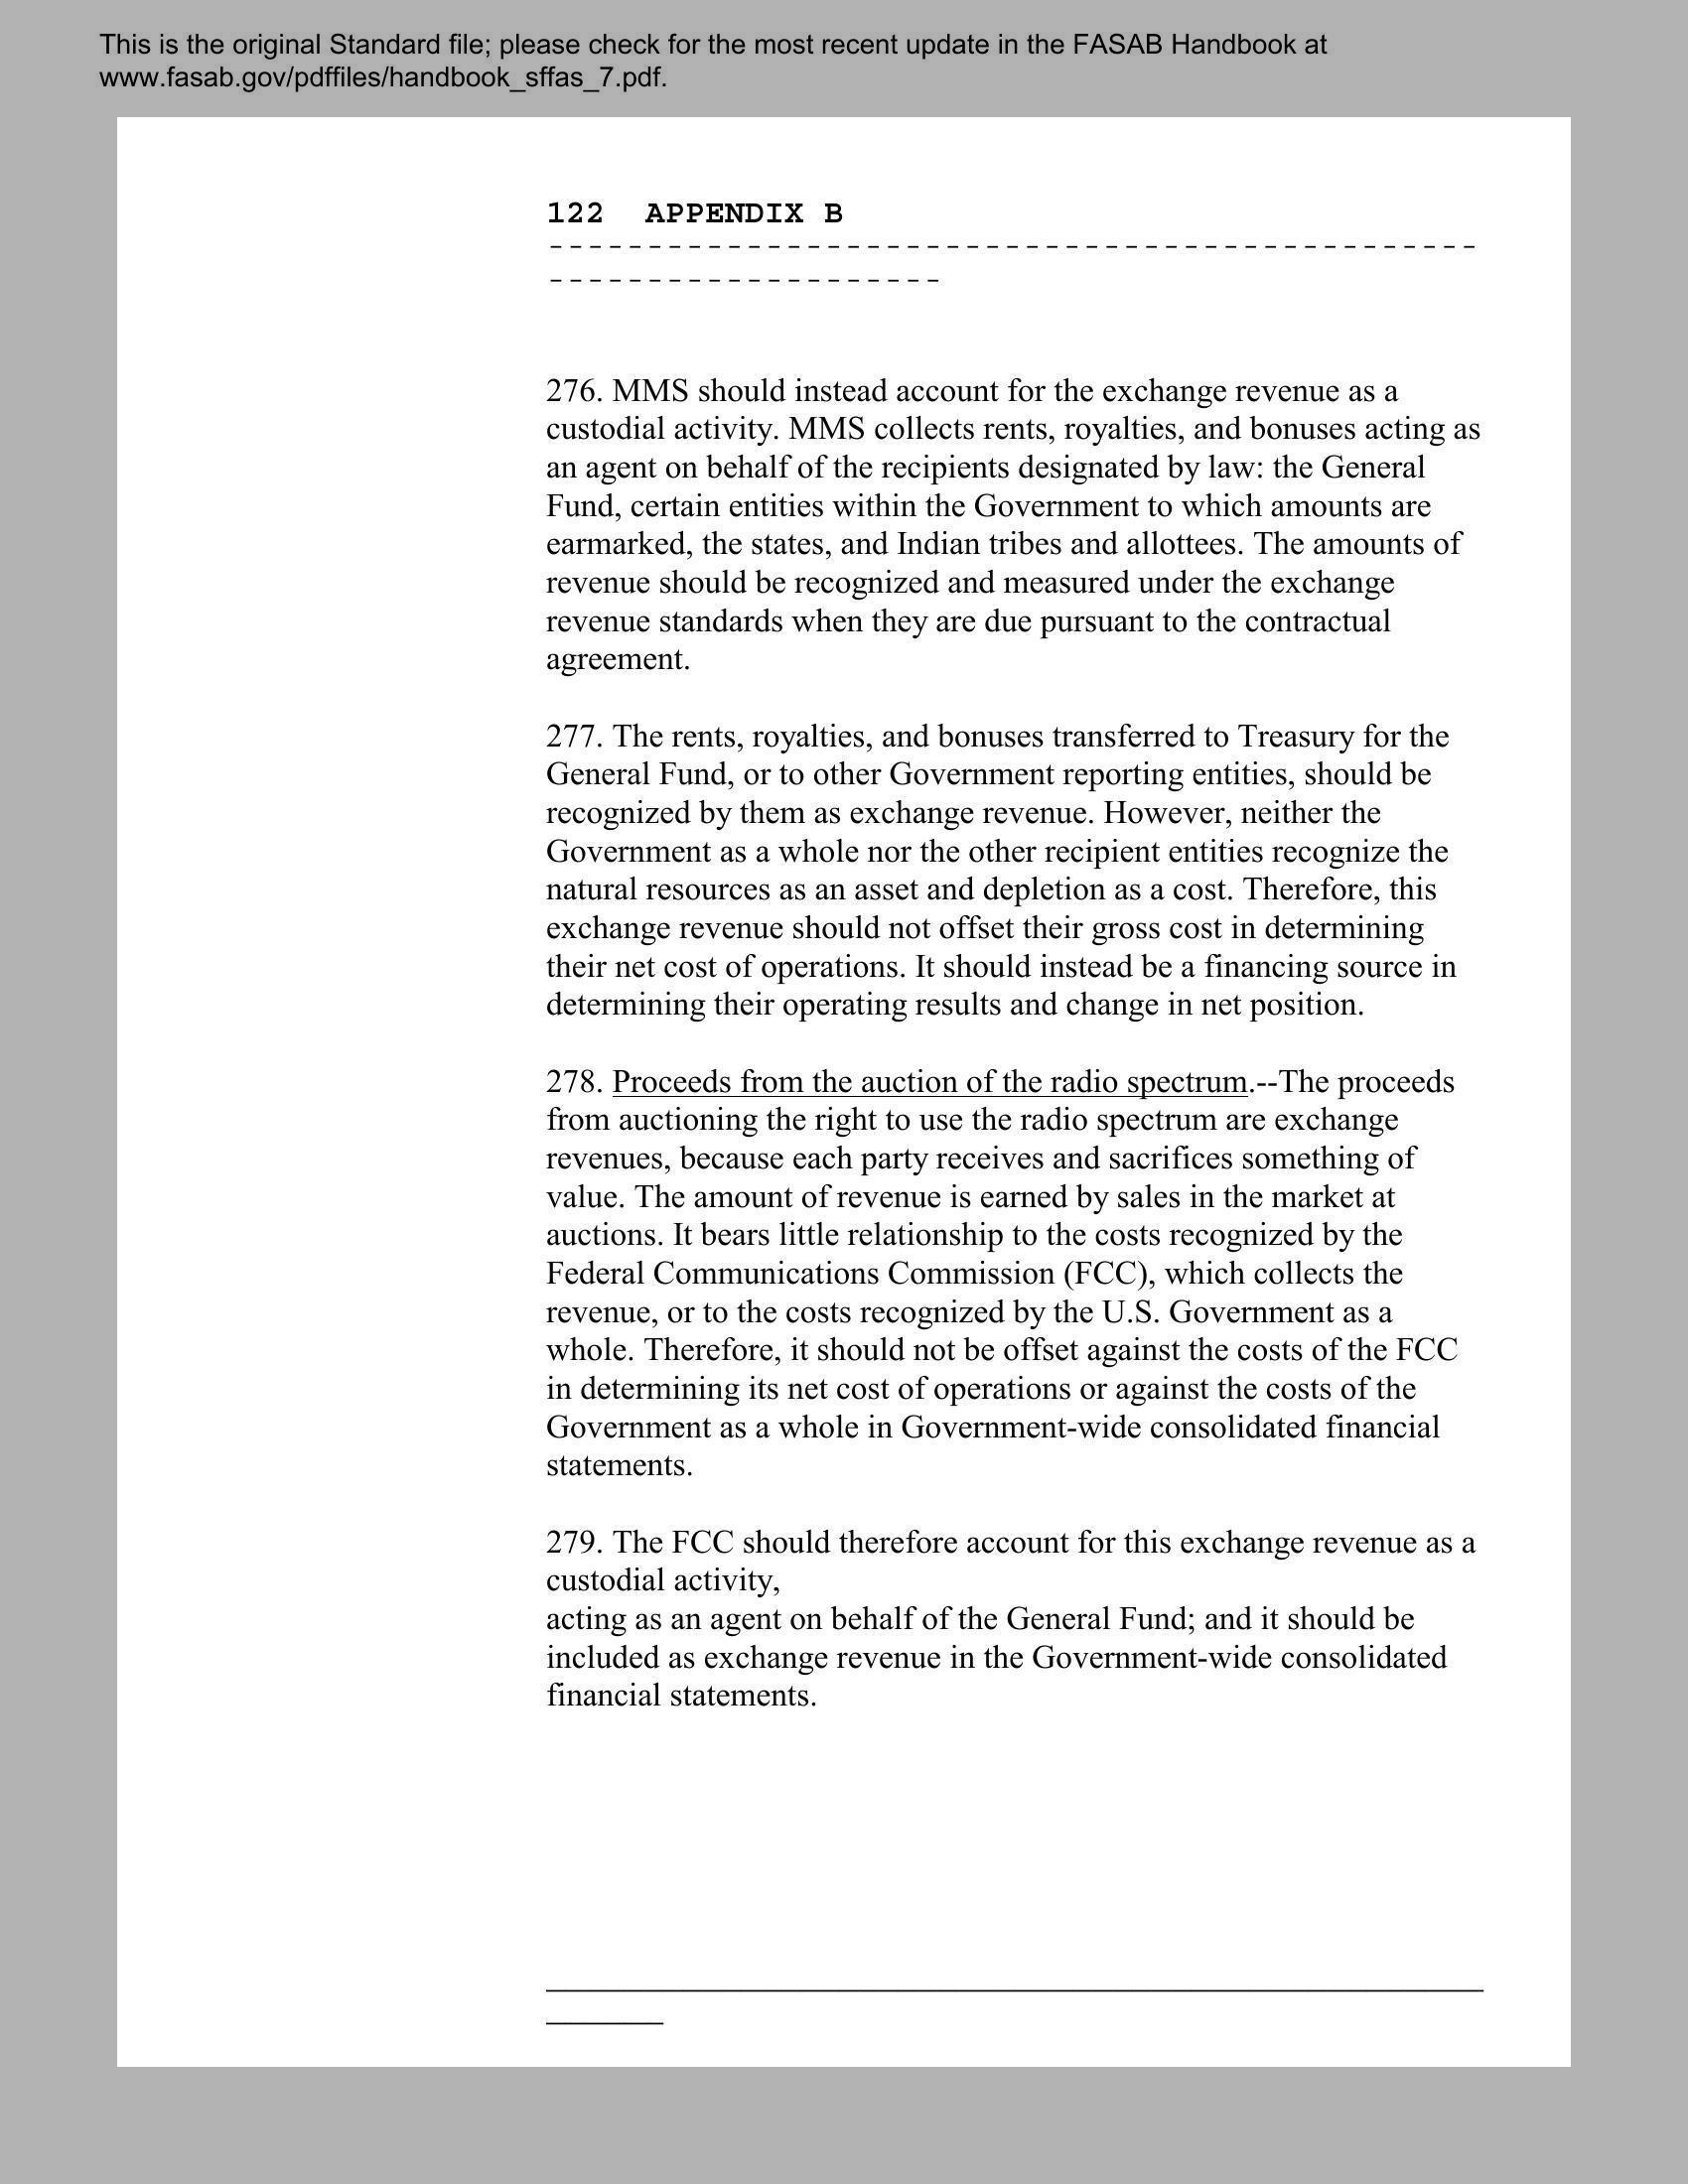 This is the original Standard file; please check for the most recent update in the FASAB Handbook at
www.fasab.gov/pdffiles/handbook_sffas_7.pdf.
122  APPENDIX B
-----------------------------------------------
--------------------
276. MMS should instead account for the exchange revenue as a
custodial activity. MMS collects rents, royalties, and bonuses acting as
an agent on behalf of the recipients designated by law: the General
Fund, certain entities within the Government to which amounts are
earmarked, the states, and Indian tribes and allottees. The amounts of
revenue should be recognized and measured under the exchange
revenue standards when they are due pursuant to the contractual
agreement.
277. The rents, royalties, and bonuses transferred to Treasury for the
General Fund, or to other Government reporting entities, should be
recognized by them as exchange revenue. However, neither the
Government as a whole nor the other recipient entities recognize the
natural resources as an asset and depletion as a cost. Therefore, this
exchange revenue should not offset their gross cost in determining
their net cost of operations. It should instead be a financing source in
determining their operating results and change in net position.
278. Proceeds from the auction of the radio spectrum.--The proceeds
from auctioning the right to use the radio spectrum are exchange
revenues, because each party receives and sacrifices something of
value. The amount of revenue is earned by sales in the market at
auctions. It bears little relationship to the costs recognized by the
Federal Communications Commission (FCC), which collects the
revenue, or to the costs recognized by the U.S. Government as a
whole. Therefore, it should not be offset against the costs of the FCC
in determining its net cost of operations or against the costs of the
Government as a whole in Government-wide consolidated financial
statements.
279. The FCC should therefore account for this exchange revenue as a
custodial activity,
acting as an agent on behalf of the General Fund; and it should be
included as exchange revenue in the Government-wide consolidated
financial statements.